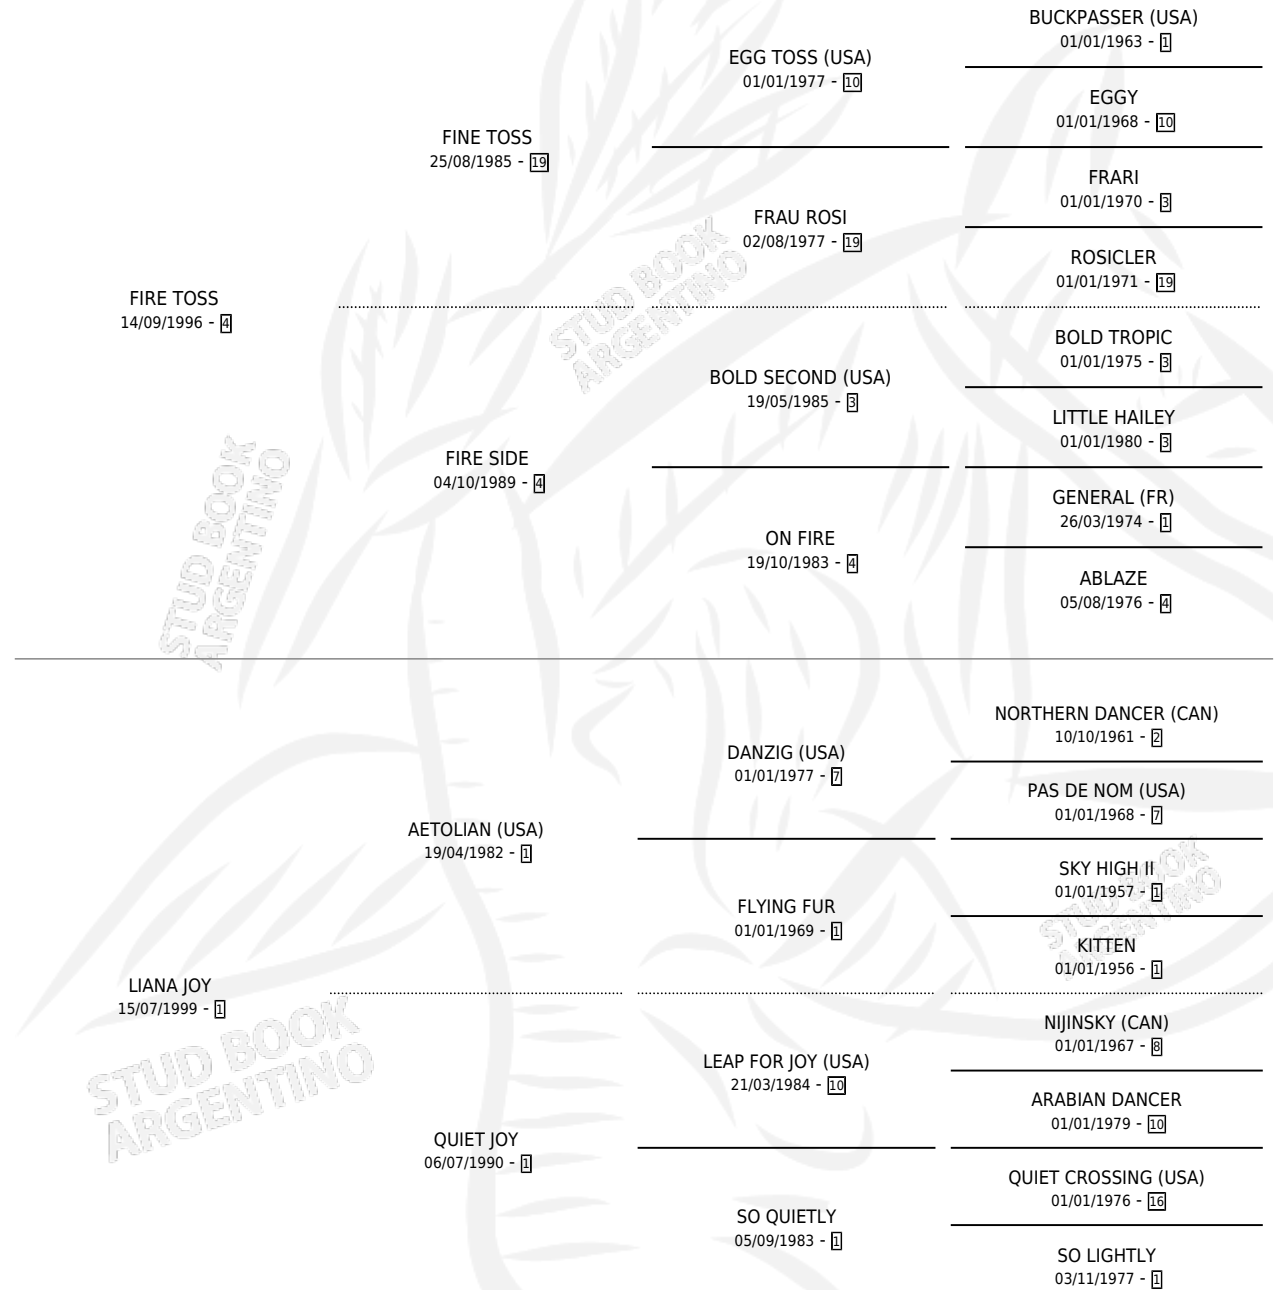 BUCKPASSER (USA)
01/01/1963 - 1
EGG TOSS (USA)
01/01/1977 - 10
EGGY
01/01/1968 - 10
FINE TOSS
25/08/1985 - 19
FRARI
01/01/1970 - 3
FRAU ROSI
02/08/1977 - 19
ROSICLER
01/01/1971 - 19
FIRE TOSS
14/09/1996 - 4
BOLD TROPIC
01/01/1975 - 3
BOLD SECOND (USA)
19/05/1985 - 3
LITTLE HAILEY
01/01/1980 - 3
FIRE SIDE
04/10/1989 - 4
GENERAL (FR)
26/03/1974 - 1
ON FIRE
19/10/1983 - 4
ABLAZE
05/08/1976 - 4
NORTHERN DANCER (CAN)
10/10/1961 - 2
DANZIG (USA)
01/01/1977 - 7
PAS DE NOM (USA)
01/01/1968 - 7
AETOLIAN (USA)
19/04/1982 - 1
SKY HIGH II
01/01/1957 - 1
FLYING FUR
01/01/1969 - 1
KITTEN
01/01/1956 - 1
LIANA JOY
15/07/1999 - 1
NIJINSKY (CAN)
01/01/1967 - 8
LEAP FOR JOY (USA)
21/03/1984 - 10
ARABIAN DANCER
01/01/1979 - 10
QUIET JOY
06/07/1990 - 1
QUIET CROSSING (USA)
01/01/1976 - 16
SO QUIETLY
05/09/1983 - 1
SO LIGHTLY
03/11/1977 - 1
STUD BOOK
ARGENTINO
STUD BOOK
ARGENTINO
STUD BOOK
ARGENTINO
STUD BOOK
ARGENTINO